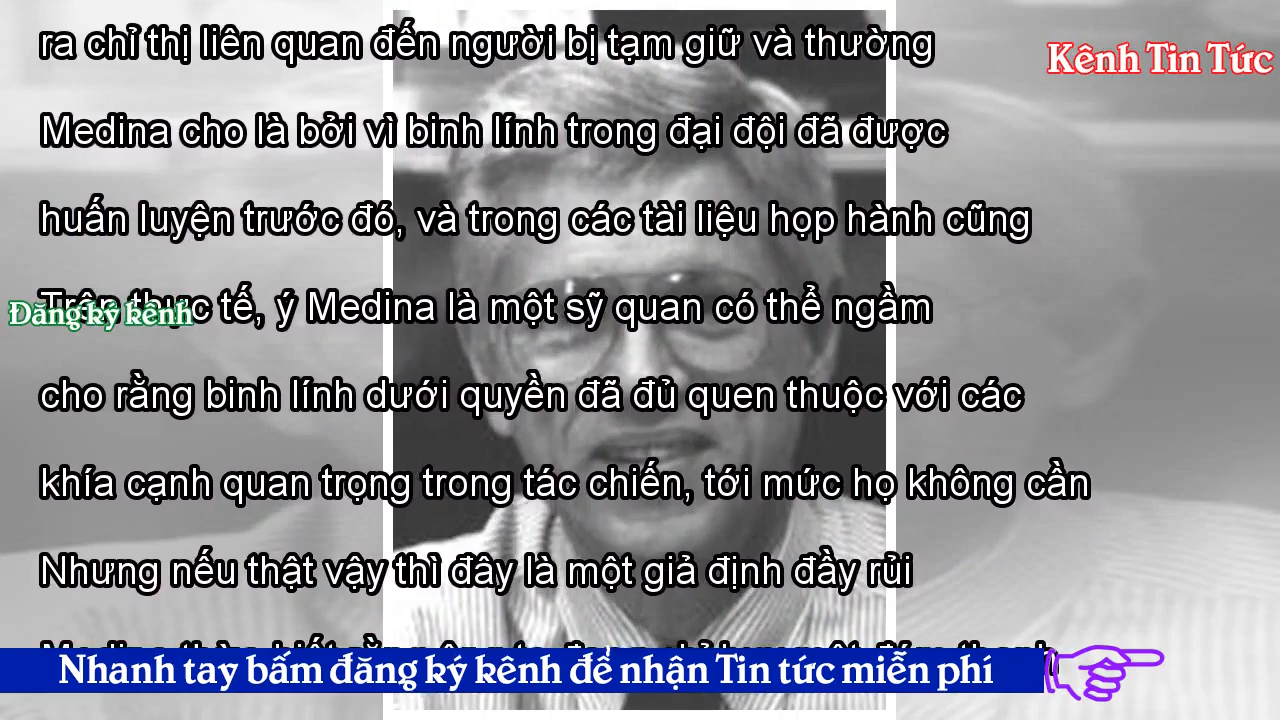 ra chỉ thị liên quan đến người bị tạm giữ và thường
Kênh Tin Tức
Medina cho là bởi vì binh lính trong đại đội đã được
huấn luyện trước đó, và trong các tài liệu họp hành cũng
Trên thực tế, ý Medina là một sỹ quan có thể ngầm
Đăng ký kênh
cho rằng binh lính dưới quyền đã đủ quen thuộc với các
khía cạnh quan trọng trong tác chiến, tới mức họ không cần
Nhưng nếu thật vậy thì đây là một giả định đầy rủi
Nhanh tay bấm đăng ký kênh để nhận Tin tức miễn phí